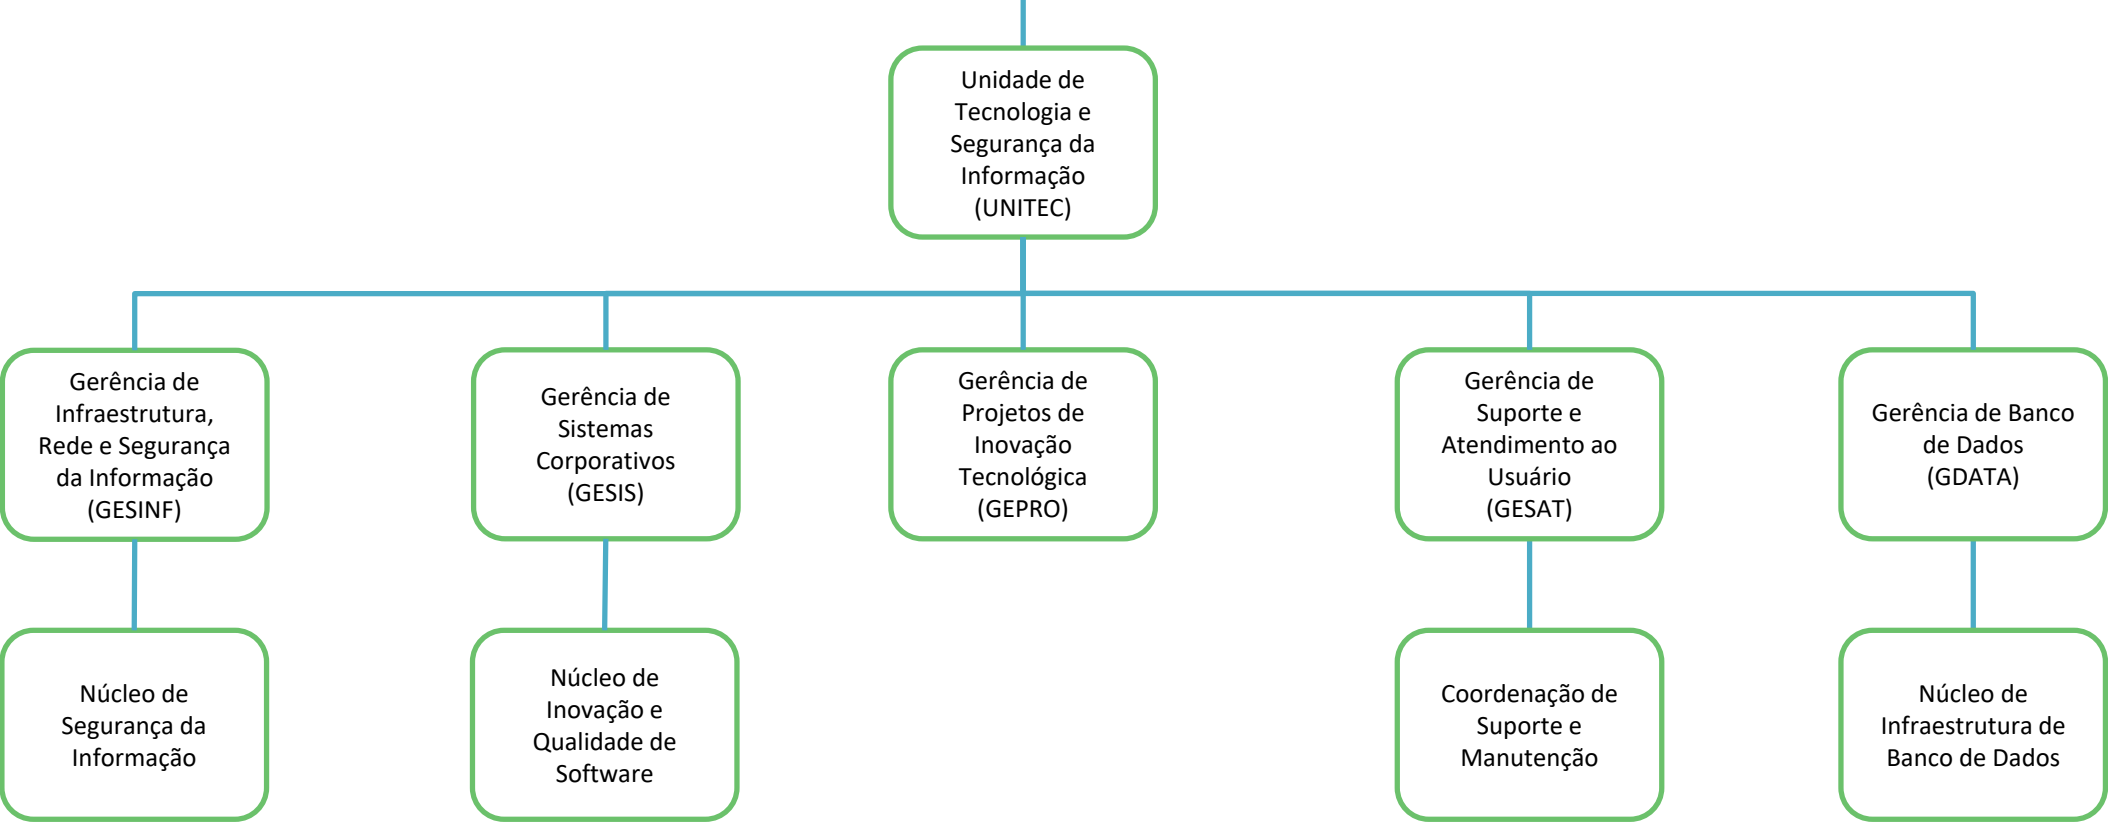 Unidade de
Tecnologia e
Segurança da
Informação
(UNITEC)
Gerência de
Infraestrutura,
Rede e Segurança
da Informação
(GESINF)
Gerência de
Sistemas
Corporativos
(GESIS)
Gerência de
Projetos de
Inovação
Tecnológica
(GEPRO)
Gerência de
Suporte e
Atendimento ao
Usuário
(GESAT)
Gerência de Banco
de Dados
(GDATA)
Núcleo de
Segurança da
Informação
Núcleo de
Inovação e
Qualidade de
Software
Coordenação de
Suporte e
Manutenção
Núcleo de
Infraestrutura de
Banco de Dados